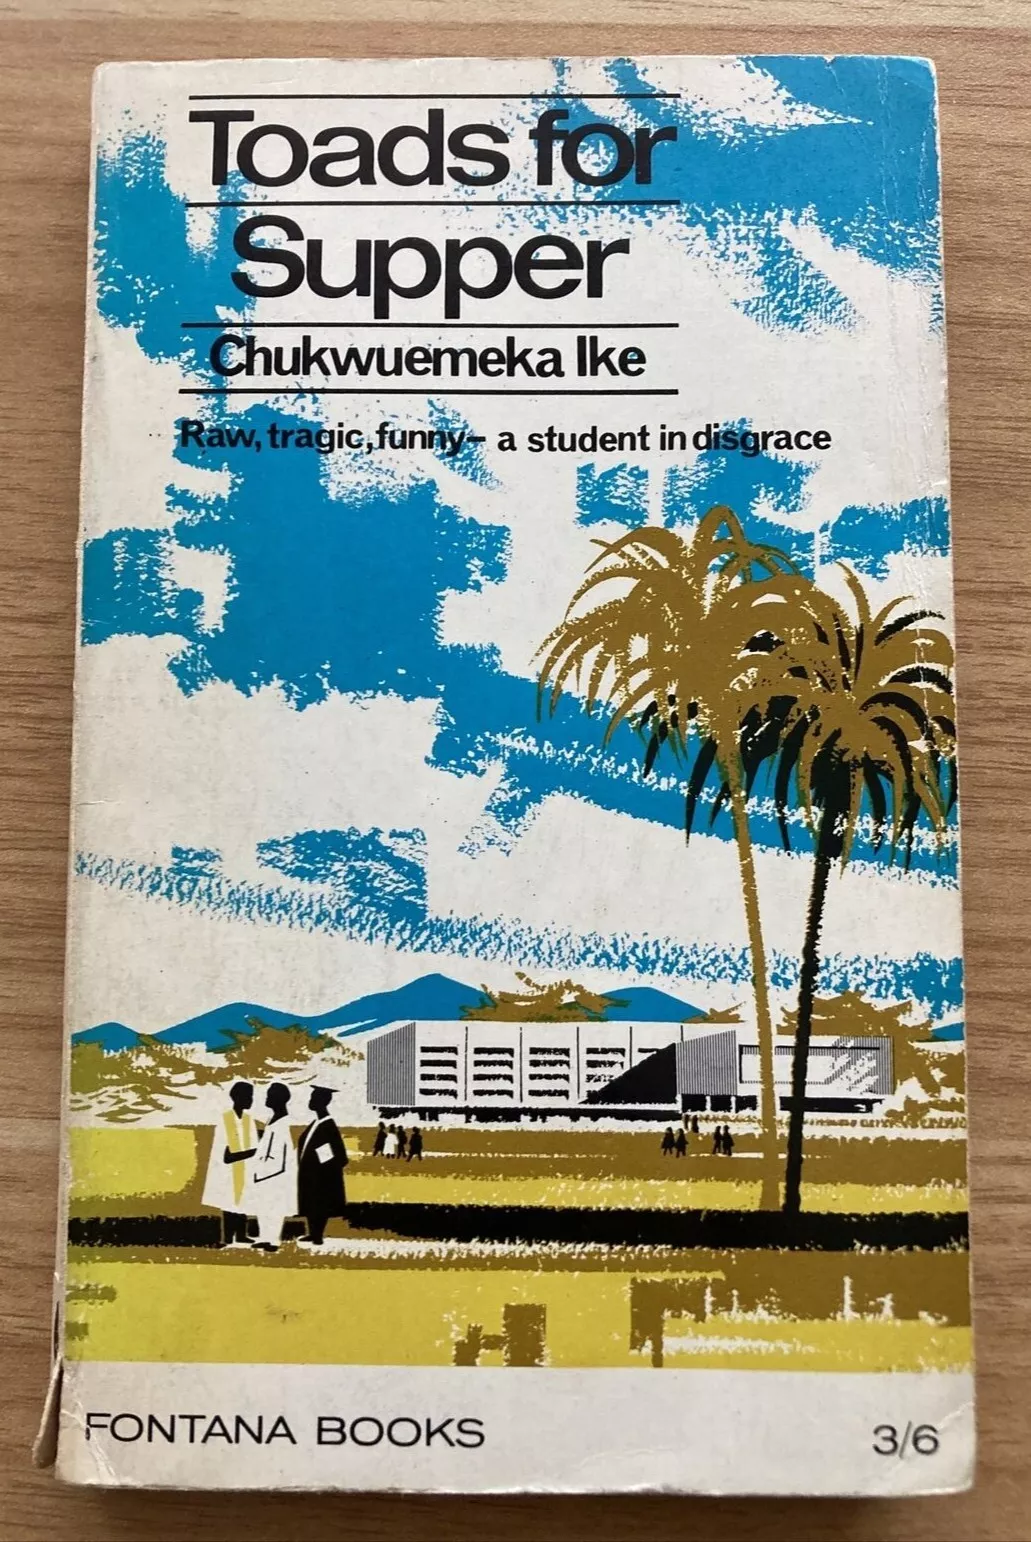 Toads for
Supper
Chukwuemeka Ike
Raw, tragic, funny– a student in disgrace
FONTANA BOOKS
3/6